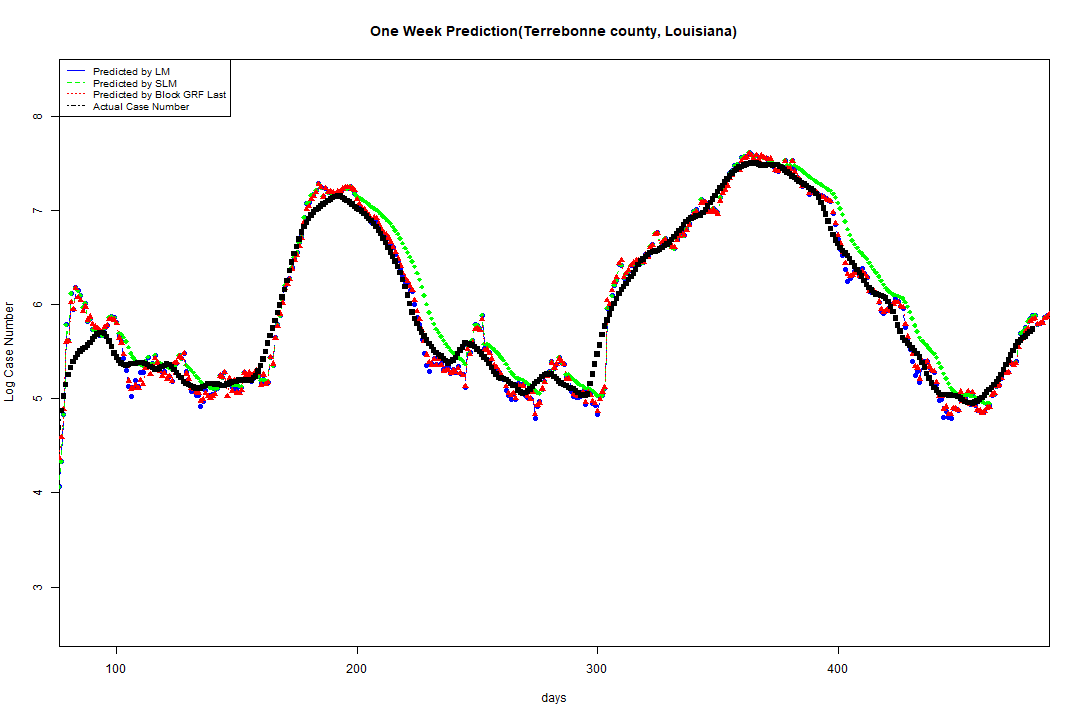 One Week Prediction(Terrebonne county, Louisiana)
Predicted by LM
Predicted by SLM
Predicted by Block GRF Last
Actual Case Number
8
7
6
5
4
3
Log Case Number
100 200 300 400
days